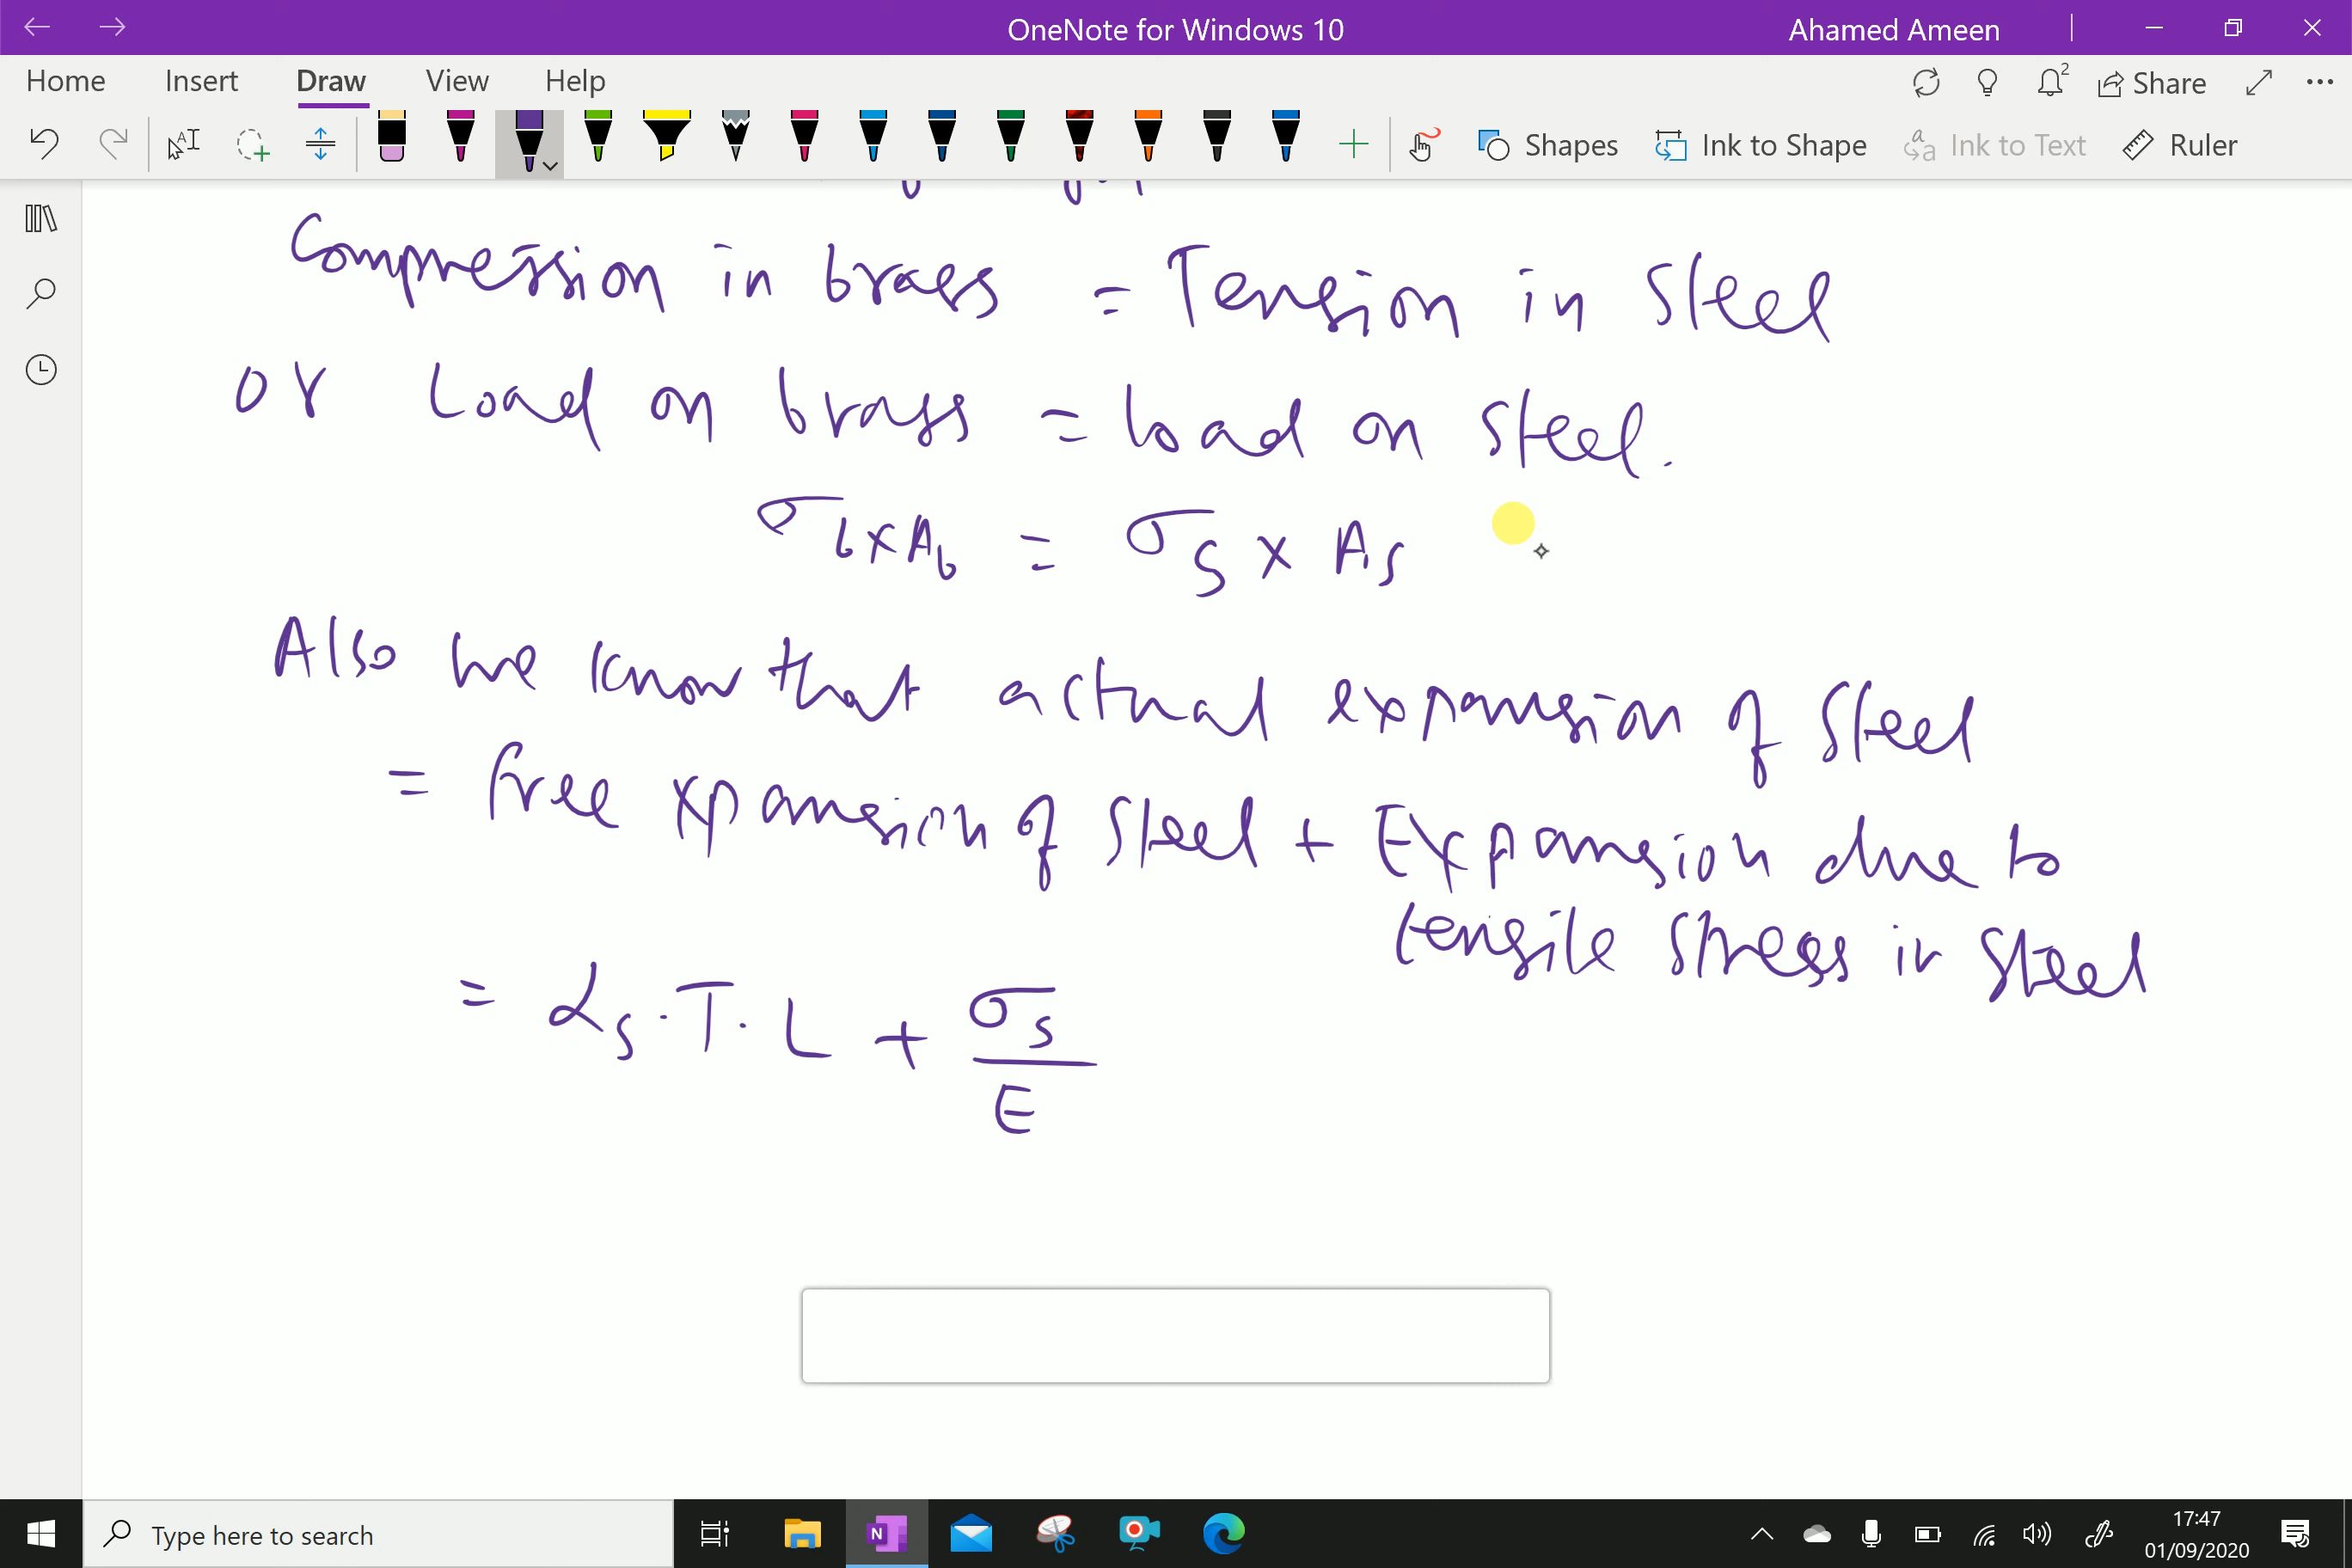 OneNote for Windows 10
Ahamed Ameen
Home Insert Draw View Help
2 Share
Shapes Ink to Shape Ink to Text Ruler
Compression in brass = Tension in Steel
or Load on brass = load on steel.
σb x Ab = σs x As
Also we know that actual expansion of Steel
= free xpansion of steel + Expansion due to
tensile stress in steel
= αs · T · L + σs/E
Type here to search
17:47
01/09/2020